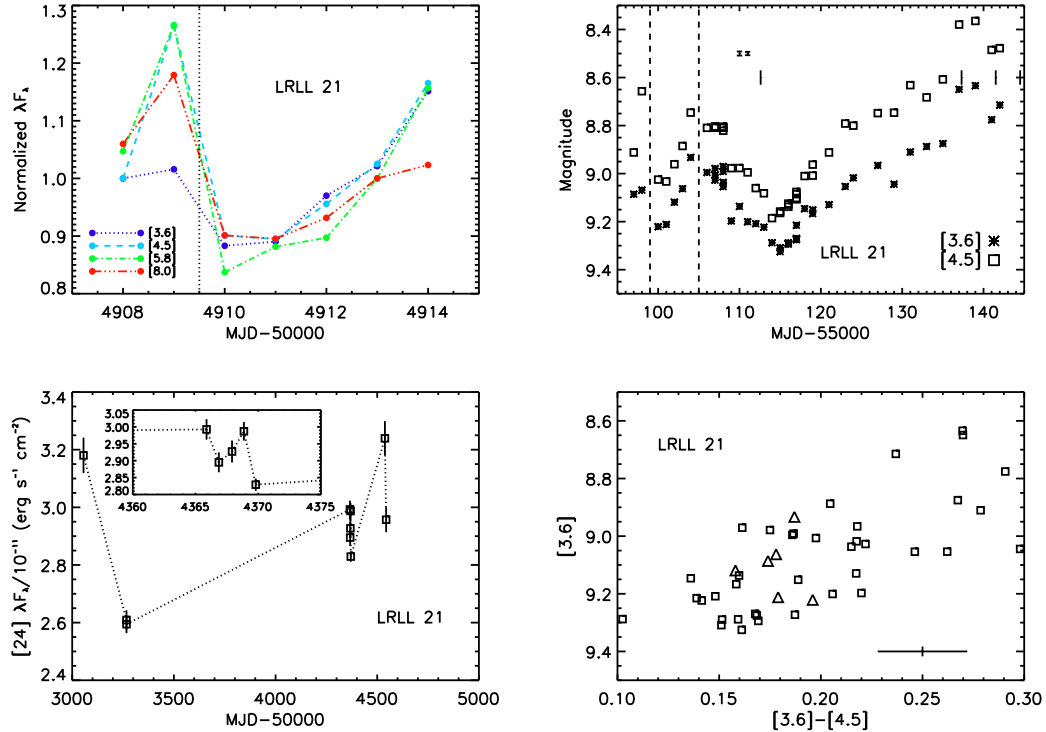 1.3
1.2
1.1
1.0
0.9
0.8
Normalized λFλ
LRLL 21
[3.6]
[4.5]
[5.8]
[8.0]
4908 4910 4912 4914
MJD-50000
8.4
8.6
8.8
9.0
9.2
9.4
Magnitude
LRLL 21
[3.6]
[4.5]
100 110 120 130 140
MJD-55000
3.4
3.2
3.0
2.8
2.6
2.4
[24] λFλ/10⁻¹¹ (erg s⁻¹ cm⁻²)
3.05
3.00
2.95
2.90
2.85
2.80
4360 4365 4370 4375
LRLL 21
3000 3500 4000 4500 5000
MJD-50000
8.6
8.8
9.0
9.2
9.4
[3.6]
LRLL 21
0.10 0.15 0.20 0.25 0.30
[3.6]-[4.5]